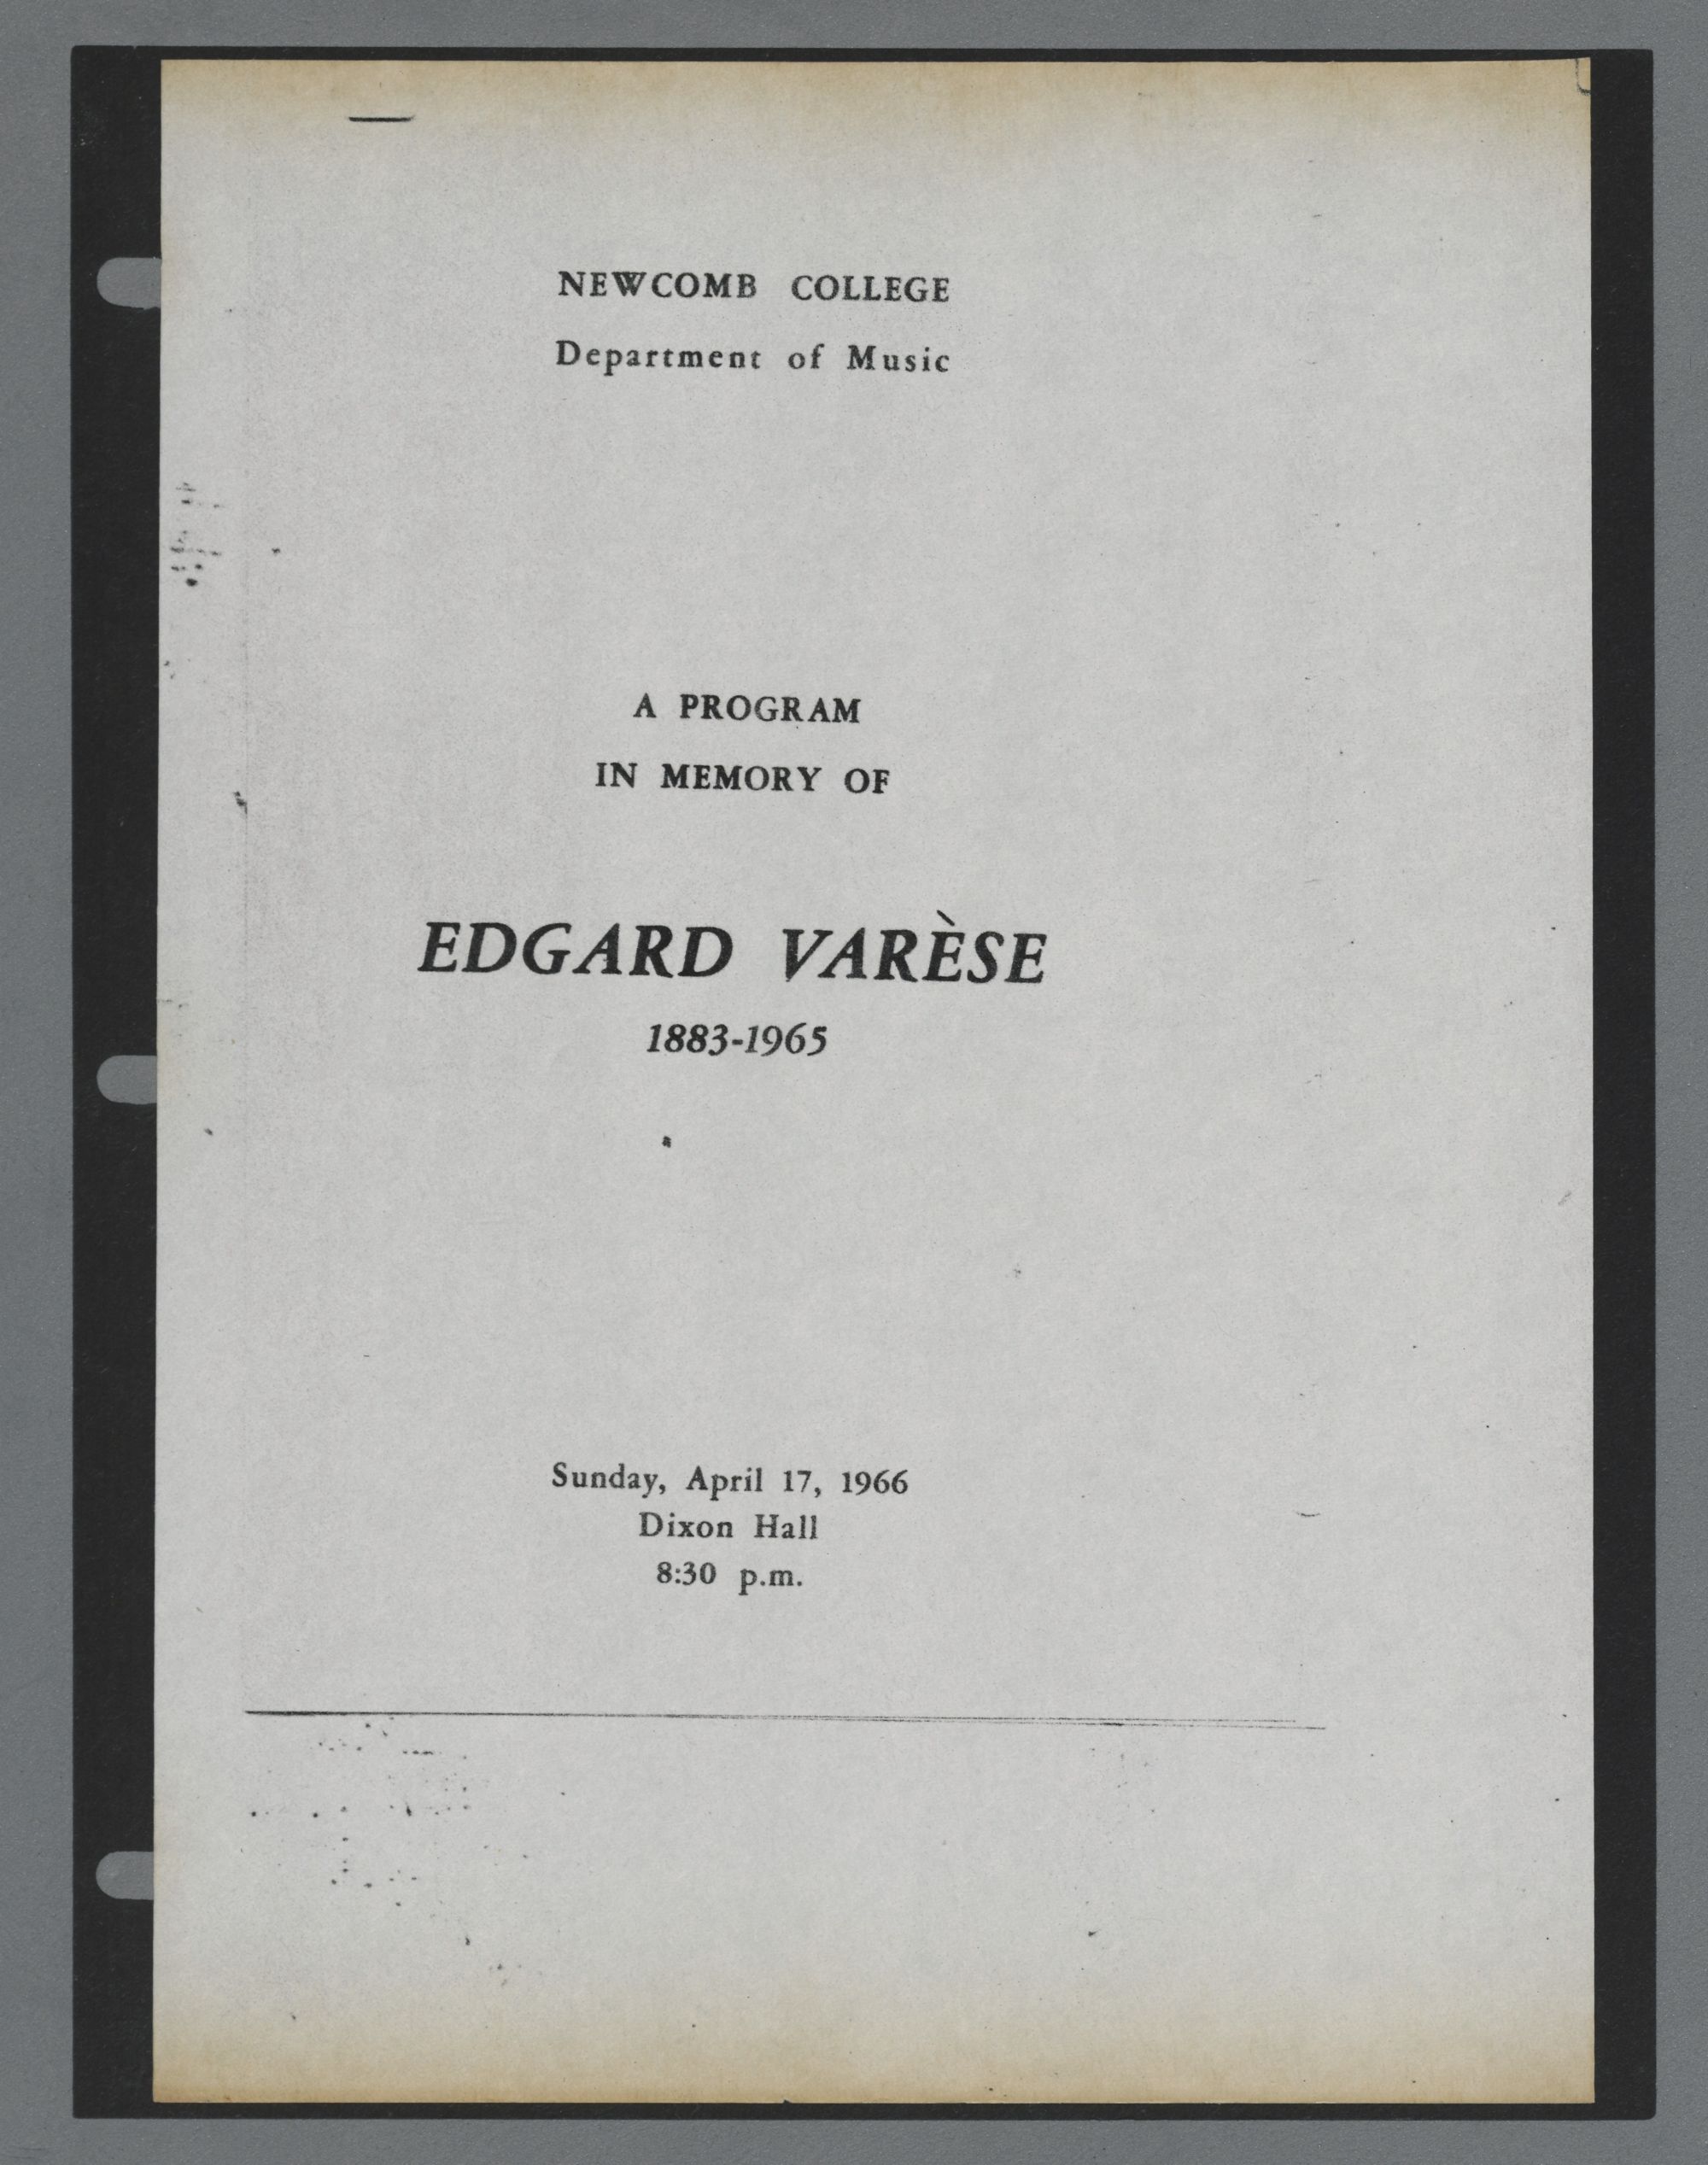 NEWCOMB COLLEGE
Department of Music
A PROGRAM
IN MEMORY OF
EDGARD VARÈSE
1883-1965
Sunday, April 17, 1966
Dixon Hall
8:30 p.m.